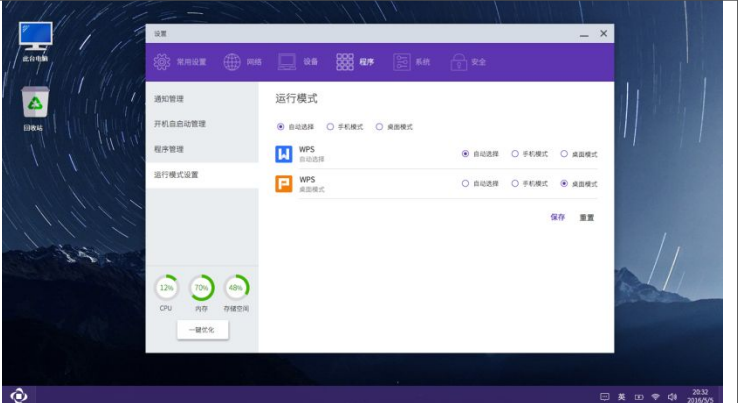 此自电脑
回收站
设置
常用设置 网络 设备 程序 系统 安全
通知管理
开机自启动管理
程序管理
运行模式设置
运行模式
自动选择 手机模式 桌面模式
WPS
自动选择
自动选择 手机模式 桌面模式
WPS
桌面模式
自动选择 手机模式 桌面模式
保存 重置
12% 70% 48%
CPU 内存 存储空间
一键优化
英
20:32
2016/5/5